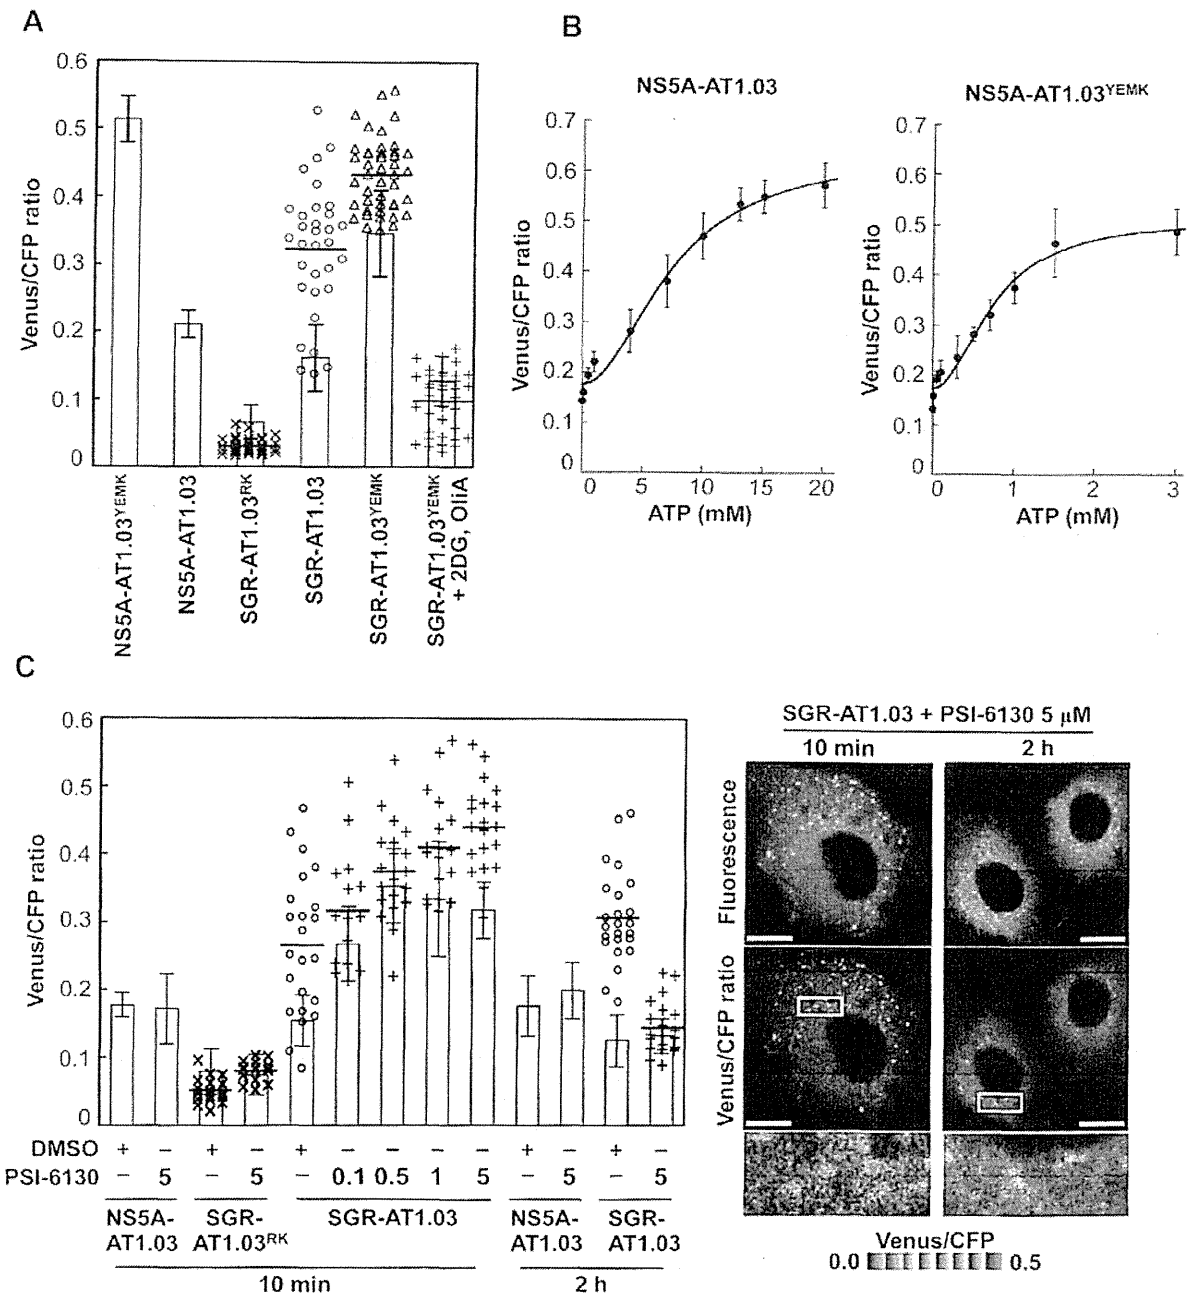 A
Venus/CFP ratio
0.6
0.5
0.4
0.3
0.2
0.1
0
NS5A-AT1.03YEMK
NS5A-AT1.03
SGR-AT1.03RK
SGR-AT1.03
SGR-AT1.03YEMK
SGR-AT1.03YEMK
+ 2DG, OliA
B
NS5A-AT1.03
Venus/CFP ratio
0.7
0.6
0.5
0.4
0.3
0.2
0.1
0
0 5 10 15 20
ATP (mM)
NS5A-AT1.03YEMK
Venus/CFP ratio
0.7
0.6
0.5
0.4
0.3
0.2
0.1
0
0 1 2 3
ATP (mM)
C
Venus/CFP ratio
0.6
0.5
0.4
0.3
0.2
0.1
0
DMSO + − + − + − − − − + − + −
PSI-6130 − 5 − 5 − 0.1 0.5 1 5 − 5 − 5
NS5A-AT1.03
SGR-AT1.03RK
SGR-AT1.03
NS5A-AT1.03
SGR-AT1.03
10 min
2 h
SGR-AT1.03 + PSI-6130 5 μM
10 min 2 h
Fluorescence
Venus/CFP ratio
Venus/CFP
0.0 0.5